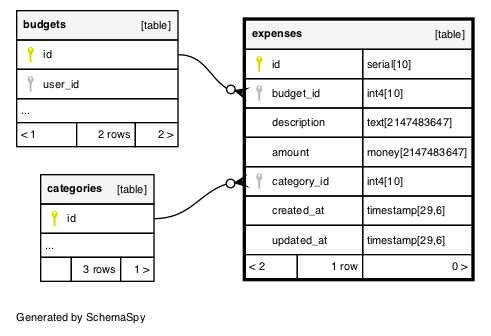 budgets [table]
id
user_id
...
< 1 2 rows 2 >
categories [table]
id
...
3 rows 1 >
expenses [table]
id serial[10]
budget_id int4[10]
description text[2147483647]
amount money[2147483647]
category_id int4[10]
created_at timestamp[29,6]
updated_at timestamp[29,6]
< 2 1 row 0 >
Generated by SchemaSpy